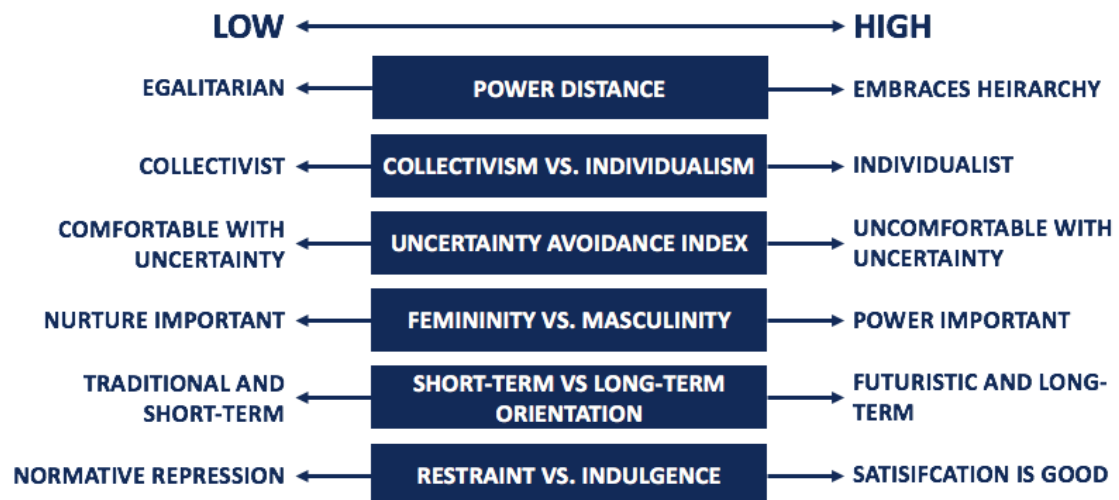 LOW HIGH
EGALITARIAN POWER DISTANCE EMBRACES HEIRARCHY
COLLECTIVIST COLLECTIVISM VS. INDIVIDUALISM INDIVIDUALIST
COMFORTABLE WITH
UNCERTAINTY
UNCERTAINTY AVOIDANCE INDEX
UNCOMFORTABLE WITH
UNCERTAINTY
NURTURE IMPORTANT FEMININITY VS. MASCULINITY POWER IMPORTANT
TRADITIONAL AND
SHORT-TERM
SHORT-TERM VS LONG-TERM
ORIENTATION
FUTURISTIC AND LONG-
TERM
NORMATIVE REPRESSION RESTRAINT VS. INDULGENCE SATISIFCATION IS GOOD